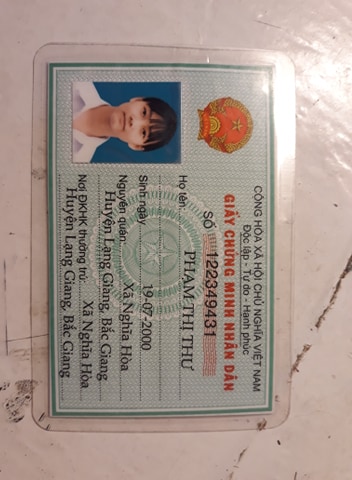 CỘNG HÒA XÃ HỘI CHỦ NGHĨA VIỆT NAM
Độc lập - Tự do - Hạnh phúc
GIẤY CHỨNG MINH NHÂN DÂN
SỐ 122349431
Họ tên: PHẠM THỊ THƯ
Sinh ngày: 19-07-2000
Nguyên quán: Xã Nghĩa Hòa
Huyện Lạng Giang, Bắc Giang
Nơi ĐKHK thường trú: Xã Nghĩa Hòa
Huyện Lạng Giang, Bắc Giang